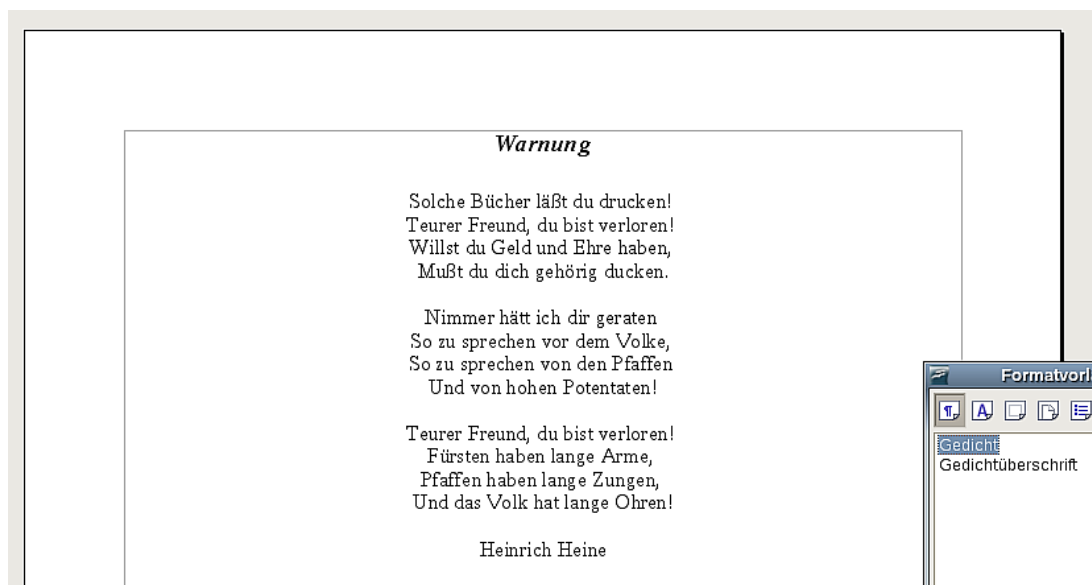 Warnung
Solche Bücher läßt du drucken!
Teurer Freund, du bist verloren!
Willst du Geld und Ehre haben,
Mußt du dich gehörig ducken.
Nimmer hätt ich dir geraten
So zu sprechen vor dem Volke,
So zu sprechen von den Pfaffen
Und von hohen Potentaten!
Teurer Freund, du bist verloren!
Fürsten haben lange Arme,
Pfaffen haben lange Zungen,
Und das Volk hat lange Ohren!
Heinrich Heine
Gedicht
Gedichtüberschrift